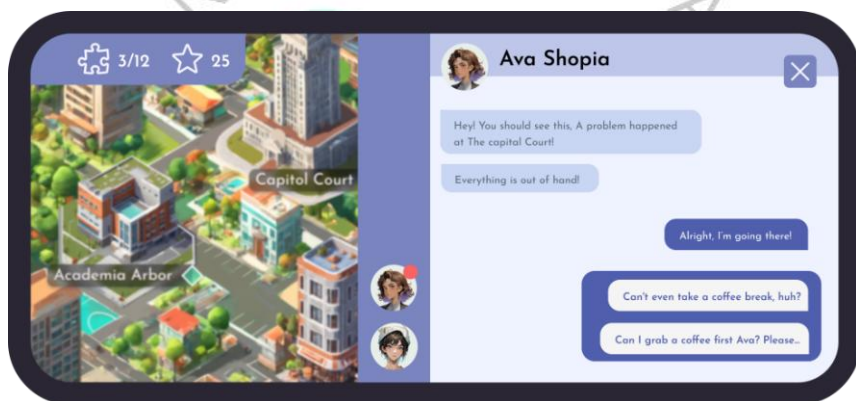 3/12 25
Capitol Court
Academia Arbor
Ava Shopia
Hey! You should see this, A problem happened
at The capital Court!
Everything is out of hand!
Alright, I'm going there!
Can't even take a coffee break, huh?
Can I grab a coffee first Ava? Please...